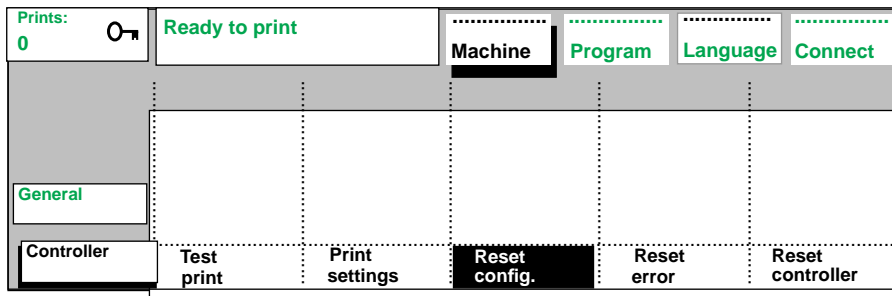 Prints:
0
Ready to print
Machine
Program
Language
Connect
General
Controller
Test
print
Print
settings
Reset
config.
Reset
error
Reset
controller